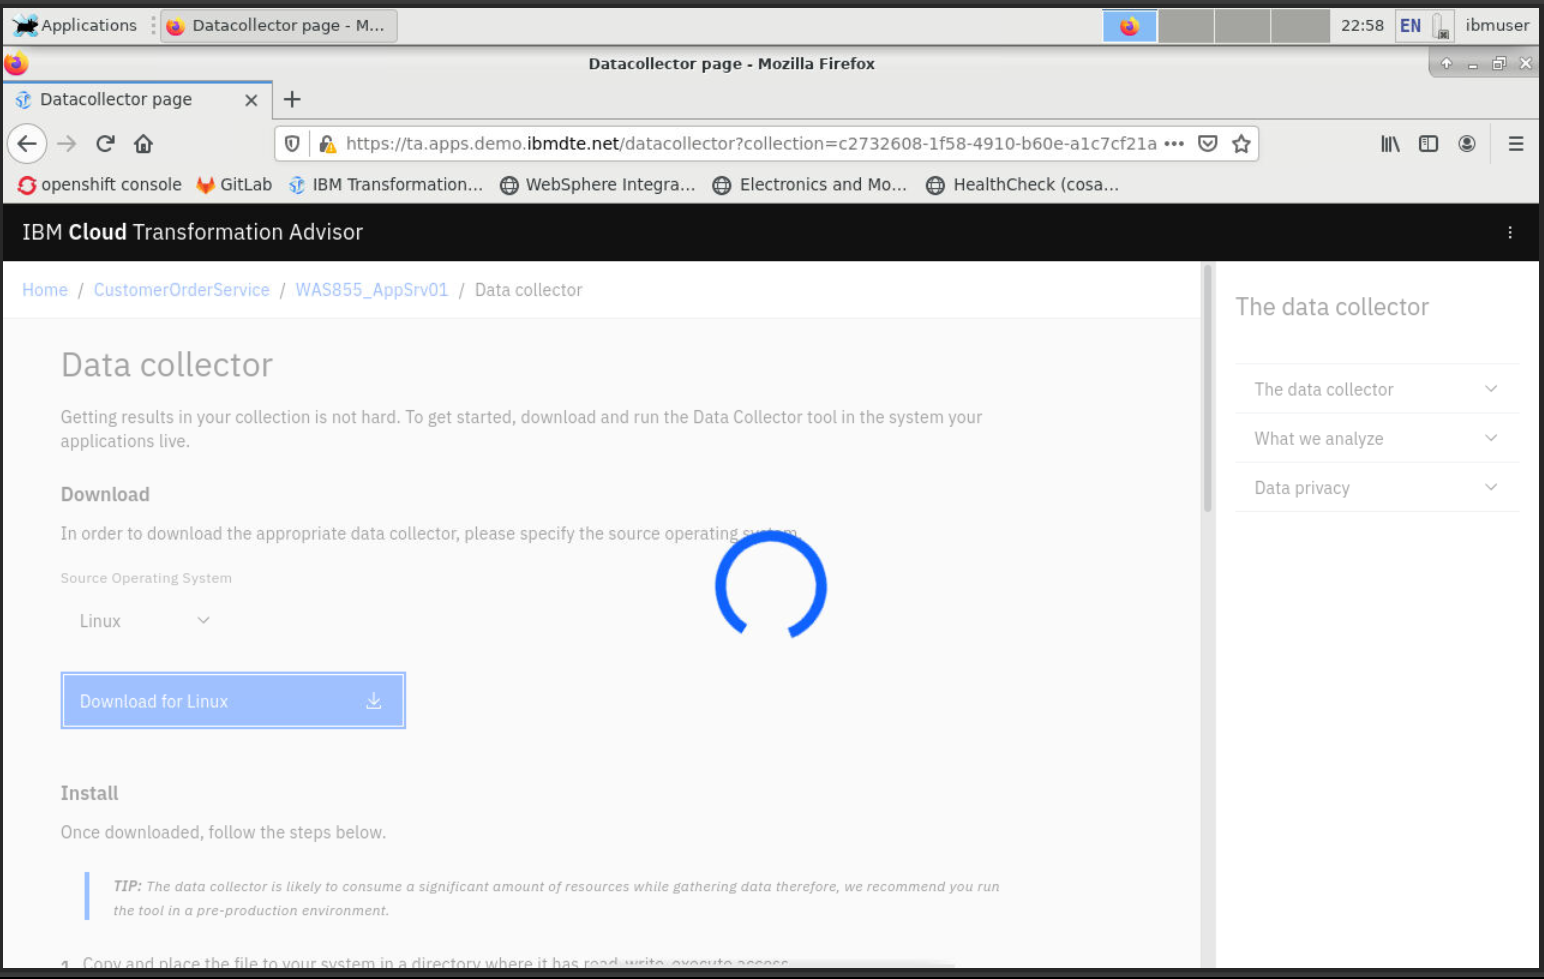 Applications
Datacollector page - M...
22:58
EN
ibmuser
Datacollector page - Mozilla Firefox
Datacollector page
https://ta.apps.demo.ibmdte.net/datacollector?collection=c2732608-1f58-4910-b60e-a1c7cf21a
openshift console
GitLab
IBM Transformation...
WebSphere Integra...
Electronics and Mo...
HealthCheck (cosa...
IBM Cloud Transformation Advisor
Home / CustomerOrderService / WAS855_AppSrv01 / Data collector
Data collector
Getting results in your collection is not hard. To get started, download and run the Data Collector tool in the system your
applications live.
Download
In order to download the appropriate data collector, please specify the source operating system.
Source Operating System
Linux
Download for Linux
Install
Once downloaded, follow the steps below.
TIP: The data collector is likely to consume a significant amount of resources while gathering data therefore, we recommend you run
the tool in a pre-production environment.
1. Copy and place the file to your system in a directory where it has read-write-execute access.
The data collector
The data collector
What we analyze
Data privacy